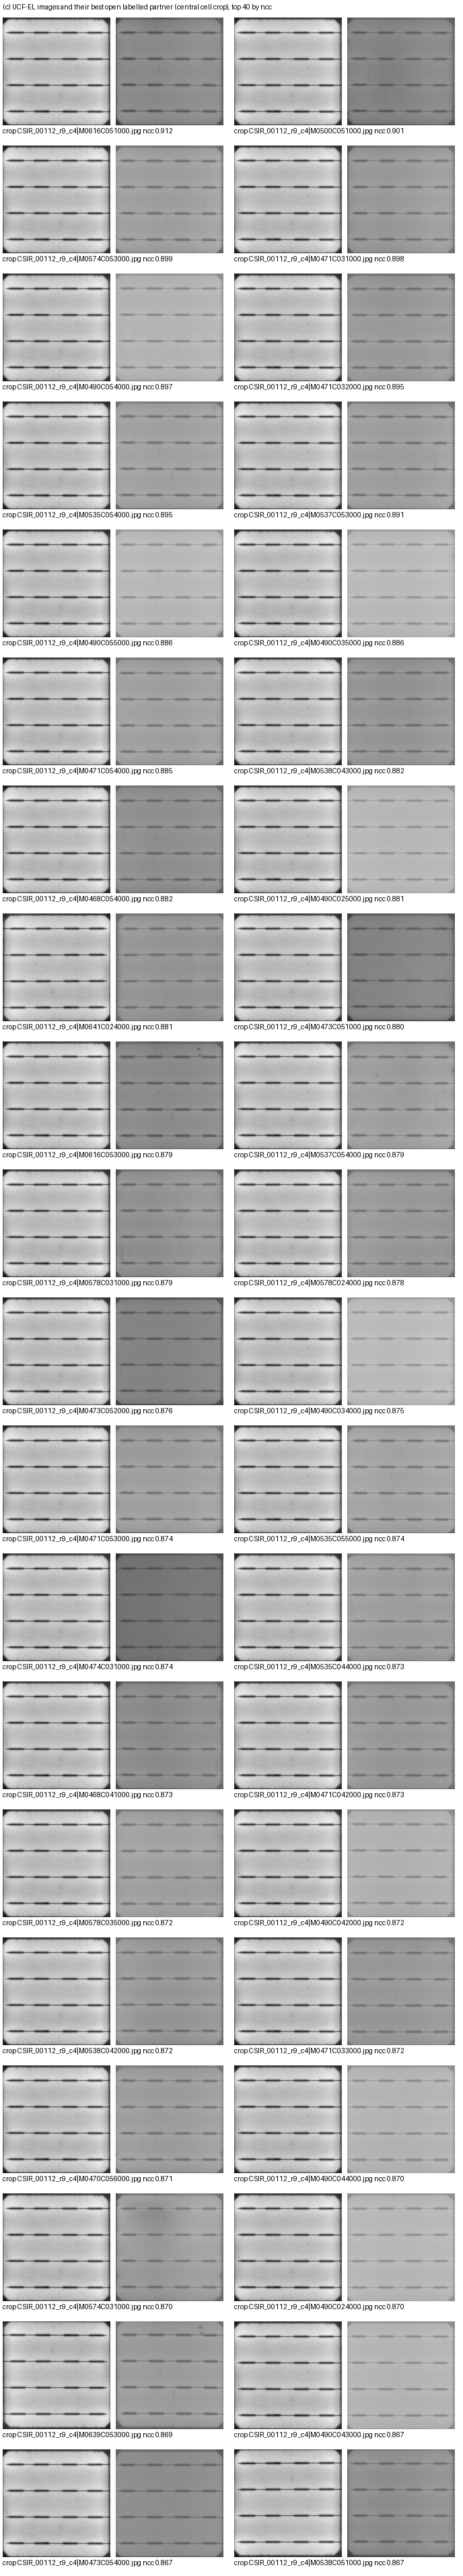 (c) UCF-EL images and their best open labelled partner (central cell crop), top 40 by ncc
crop CSIR_00112_r9_c4|M0616C051000.jpg ncc 0.912
crop CSIR_00112_r9_c4|M0500C051000.jpg ncc 0.901
crop CSIR_00112_r9_c4|M0574C053000.jpg ncc 0.899
crop CSIR_00112_r9_c4|M0471C031000.jpg ncc 0.898
crop CSIR_00112_r9_c4|M0490C054000.jpg ncc 0.897
crop CSIR_00112_r9_c4|M0471C032000.jpg ncc 0.895
crop CSIR_00112_r9_c4|M0535C054000.jpg ncc 0.895
crop CSIR_00112_r9_c4|M0537C053000.jpg ncc 0.891
crop CSIR_00112_r9_c4|M0490C055000.jpg ncc 0.886
crop CSIR_00112_r9_c4|M0490C035000.jpg ncc 0.886
crop CSIR_00112_r9_c4|M0471C054000.jpg ncc 0.885
crop CSIR_00112_r9_c4|M0538C043000.jpg ncc 0.882
crop CSIR_00112_r9_c4|M0468C054000.jpg ncc 0.882
crop CSIR_00112_r9_c4|M0490C025000.jpg ncc 0.881
crop CSIR_00112_r9_c4|M0641C024000.jpg ncc 0.881
crop CSIR_00112_r9_c4|M0473C051000.jpg ncc 0.880
crop CSIR_00112_r9_c4|M0616C053000.jpg ncc 0.879
crop CSIR_00112_r9_c4|M0537C054000.jpg ncc 0.879
crop CSIR_00112_r9_c4|M0578C031000.jpg ncc 0.879
crop CSIR_00112_r9_c4|M0578C024000.jpg ncc 0.878
crop CSIR_00112_r9_c4|M0473C052000.jpg ncc 0.876
crop CSIR_00112_r9_c4|M0490C034000.jpg ncc 0.875
crop CSIR_00112_r9_c4|M0471C053000.jpg ncc 0.874
crop CSIR_00112_r9_c4|M0535C055000.jpg ncc 0.874
crop CSIR_00112_r9_c4|M0474C031000.jpg ncc 0.874
crop CSIR_00112_r9_c4|M0535C044000.jpg ncc 0.873
crop CSIR_00112_r9_c4|M0468C041000.jpg ncc 0.873
crop CSIR_00112_r9_c4|M0471C042000.jpg ncc 0.873
crop CSIR_00112_r9_c4|M0578C035000.jpg ncc 0.872
crop CSIR_00112_r9_c4|M0490C042000.jpg ncc 0.872
crop CSIR_00112_r9_c4|M0538C042000.jpg ncc 0.872
crop CSIR_00112_r9_c4|M0471C033000.jpg ncc 0.872
crop CSIR_00112_r9_c4|M0470C056000.jpg ncc 0.871
crop CSIR_00112_r9_c4|M0490C044000.jpg ncc 0.870
crop CSIR_00112_r9_c4|M0574C031000.jpg ncc 0.870
crop CSIR_00112_r9_c4|M0490C024000.jpg ncc 0.870
crop CSIR_00112_r9_c4|M0639C053000.jpg ncc 0.869
crop CSIR_00112_r9_c4|M0490C043000.jpg ncc 0.867
crop CSIR_00112_r9_c4|M0473C054000.jpg ncc 0.867
crop CSIR_00112_r9_c4|M0538C051000.jpg ncc 0.867